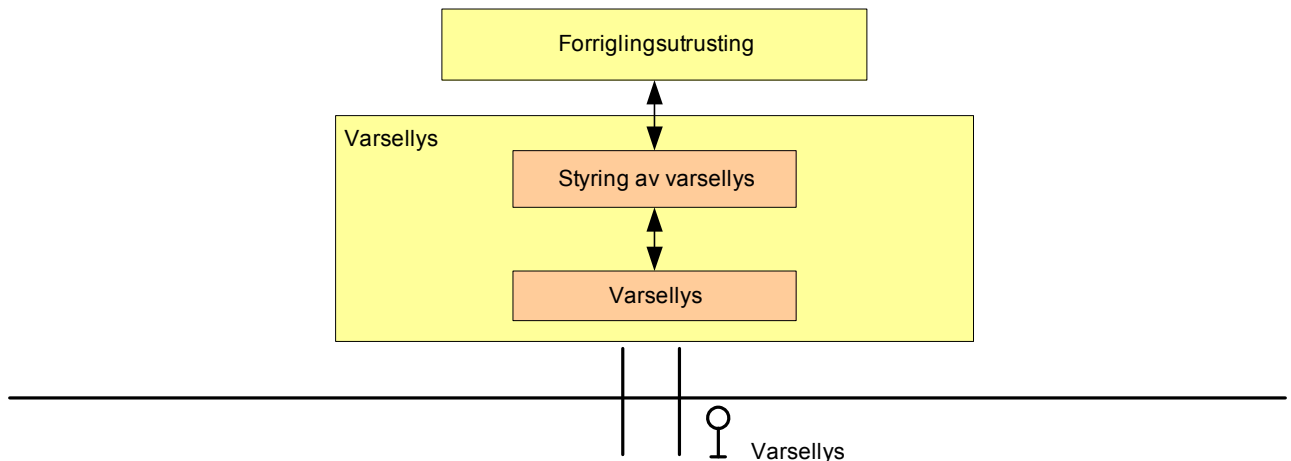 Forriglingsutrusting
Varsellys
Styring av varsellys
Varsellys
Varsellys